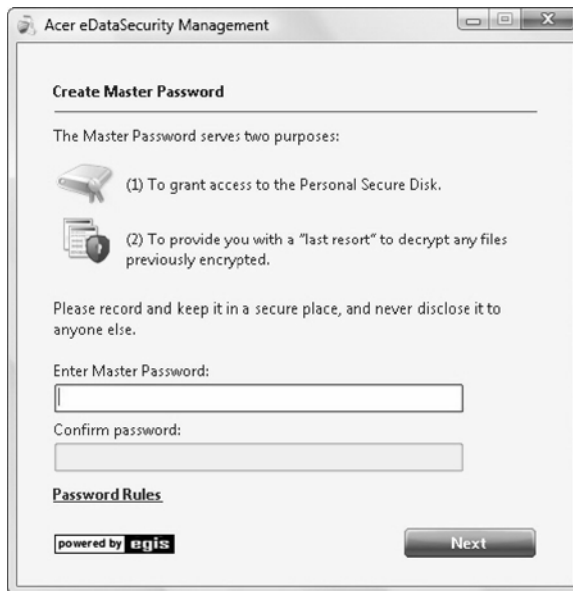 Acer eDataSecurity Management
Create Master Password
The Master Password serves two purposes:
(1) To grant access to the Personal Secure Disk.
(2) To provide you with a "last resort" to decrypt any files
previously encrypted.
Please record and keep it in a secure place, and never disclose it to
anyone else.
Enter Master Password:
Confirm password:
Password Rules
powered by egis
Next